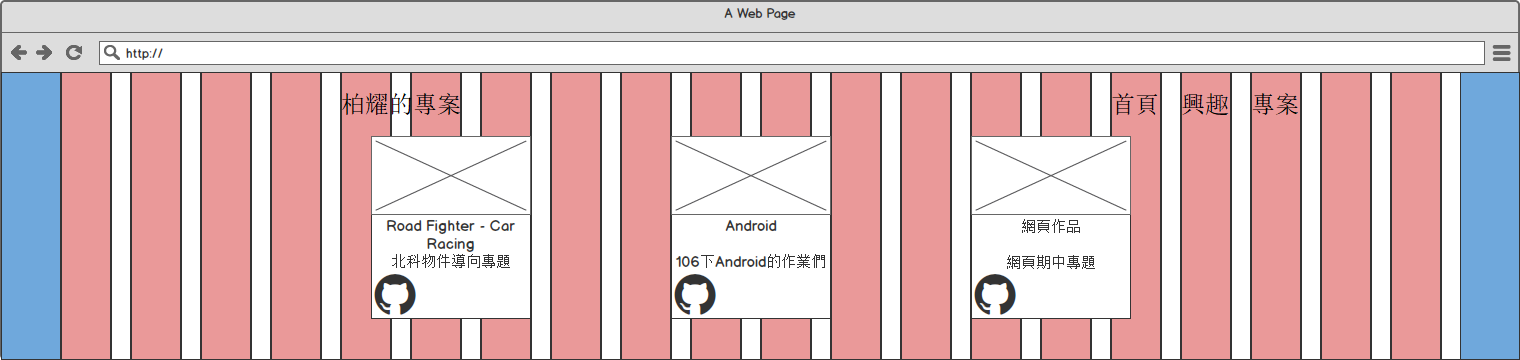 A Web Page
http://
柏耀的專案
首頁 興趣 專案
Road Fighter - Car
Racing
北科物件導向專題
Android
106下Android的作業們
網頁作品
網頁期中專題